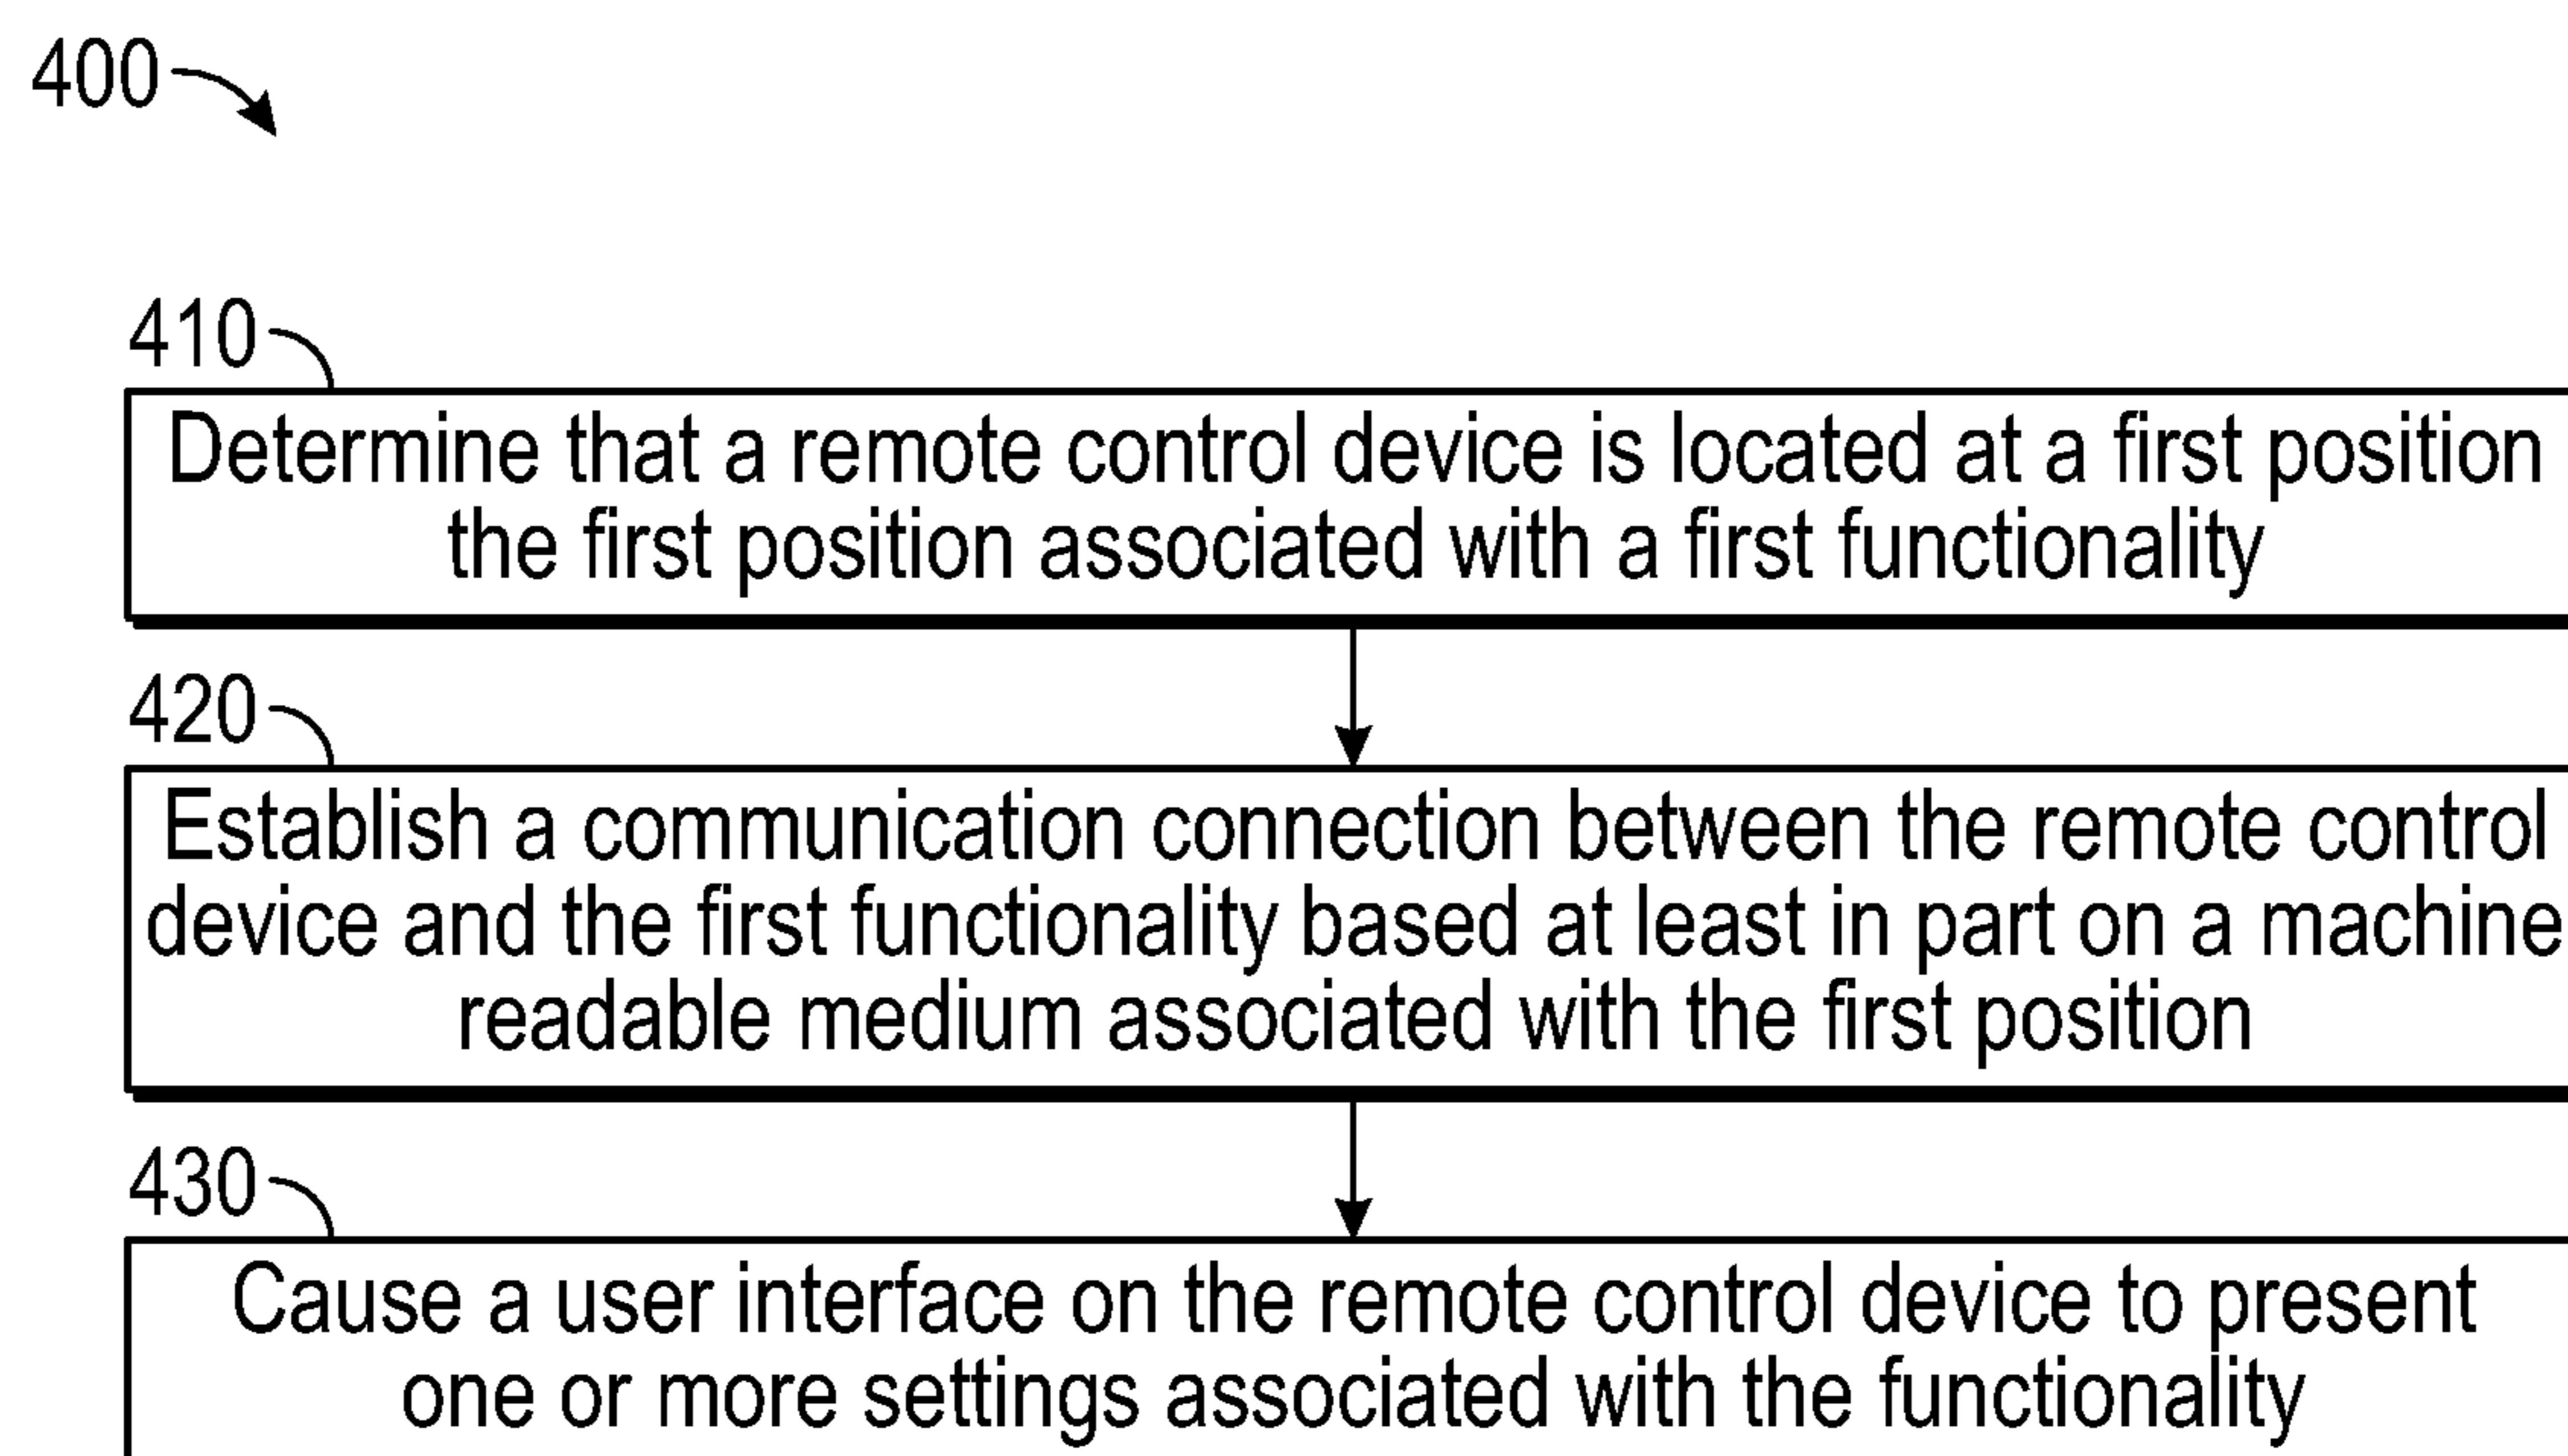 400
410
Determine that a remote control device is located at a first position
the first position associated with a first functionality
420
Establish a communication connection between the remote control
device and the first functionality based at least in part on a machine
readable medium associated with the first position
430
Cause a user interface on the remote control device to present
one or more settings associated with the functionality